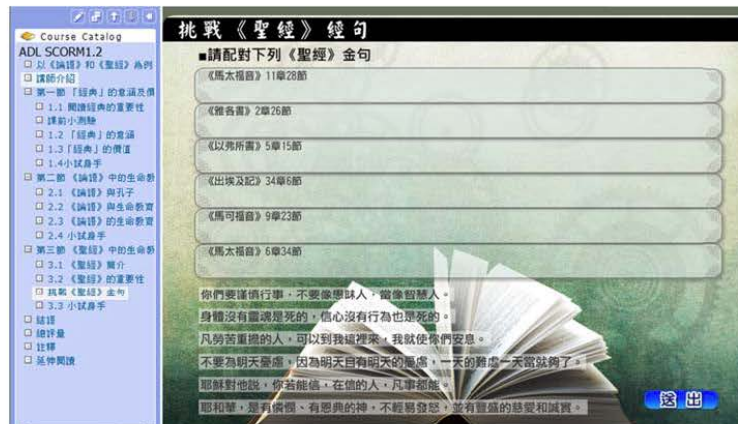 Course Catalog
ADL SCORM1.2
以《論語》和《聖經》為例
講師介紹
第一節 「經典」的意涵及價
1.1 閱讀經典的重要性
課前小測驗
1.2 「經典」的意涵
1.3 「經典」的價值
1.4小試身手
第二節 《論語》中的生命教
2.1 《論語》與孔子
2.2 《論語》與生命教育
2.3 《論語》的生命教育
2.4 小試身手
第三節 《聖經》中的生命教
3.1 《聖經》簡介
3.2 《聖經》的重要性
挑戰《聖經》金句
3.3 小試身手
結語
總評量
註釋
延伸閱讀
挑戰《聖經》經句
■請配對下列《聖經》金句
《馬太福音》11章28節
《雅各書》2章26節
《以弗所書》5章15節
《出埃及記》34章6節
《馬可福音》9章23節
《馬太福音》6章34節
你們要謹慎行事,不要像愚昧人,當像智慧人。
身體沒有靈魂是死的,信心沒有行為也是死的。
凡勞苦重擔的人,可以到我這裡來,我就使你們安息。
不要為明天憂慮,因為明天自有明天的憂慮,一天的難處一天當就夠了。
耶穌對他說,你若能信,在信的人,凡事都能。
耶和華,是有憐憫、有恩典的神,不輕易發怒,並有豐盛的慈愛和誠實。
送出